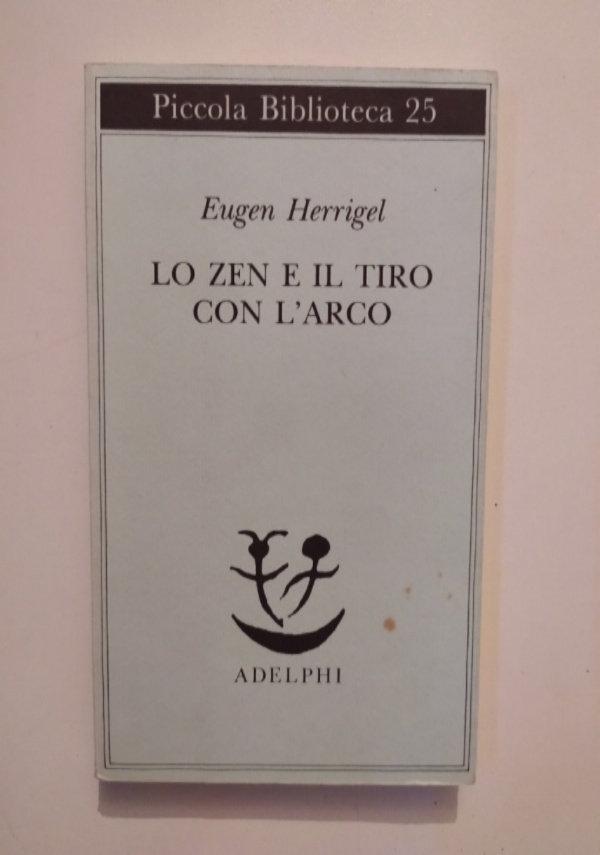 Piccola Biblioteca 25
Eugen Herrigel
LO ZEN E IL TIRO
CON L'ARCO
ADELPHI